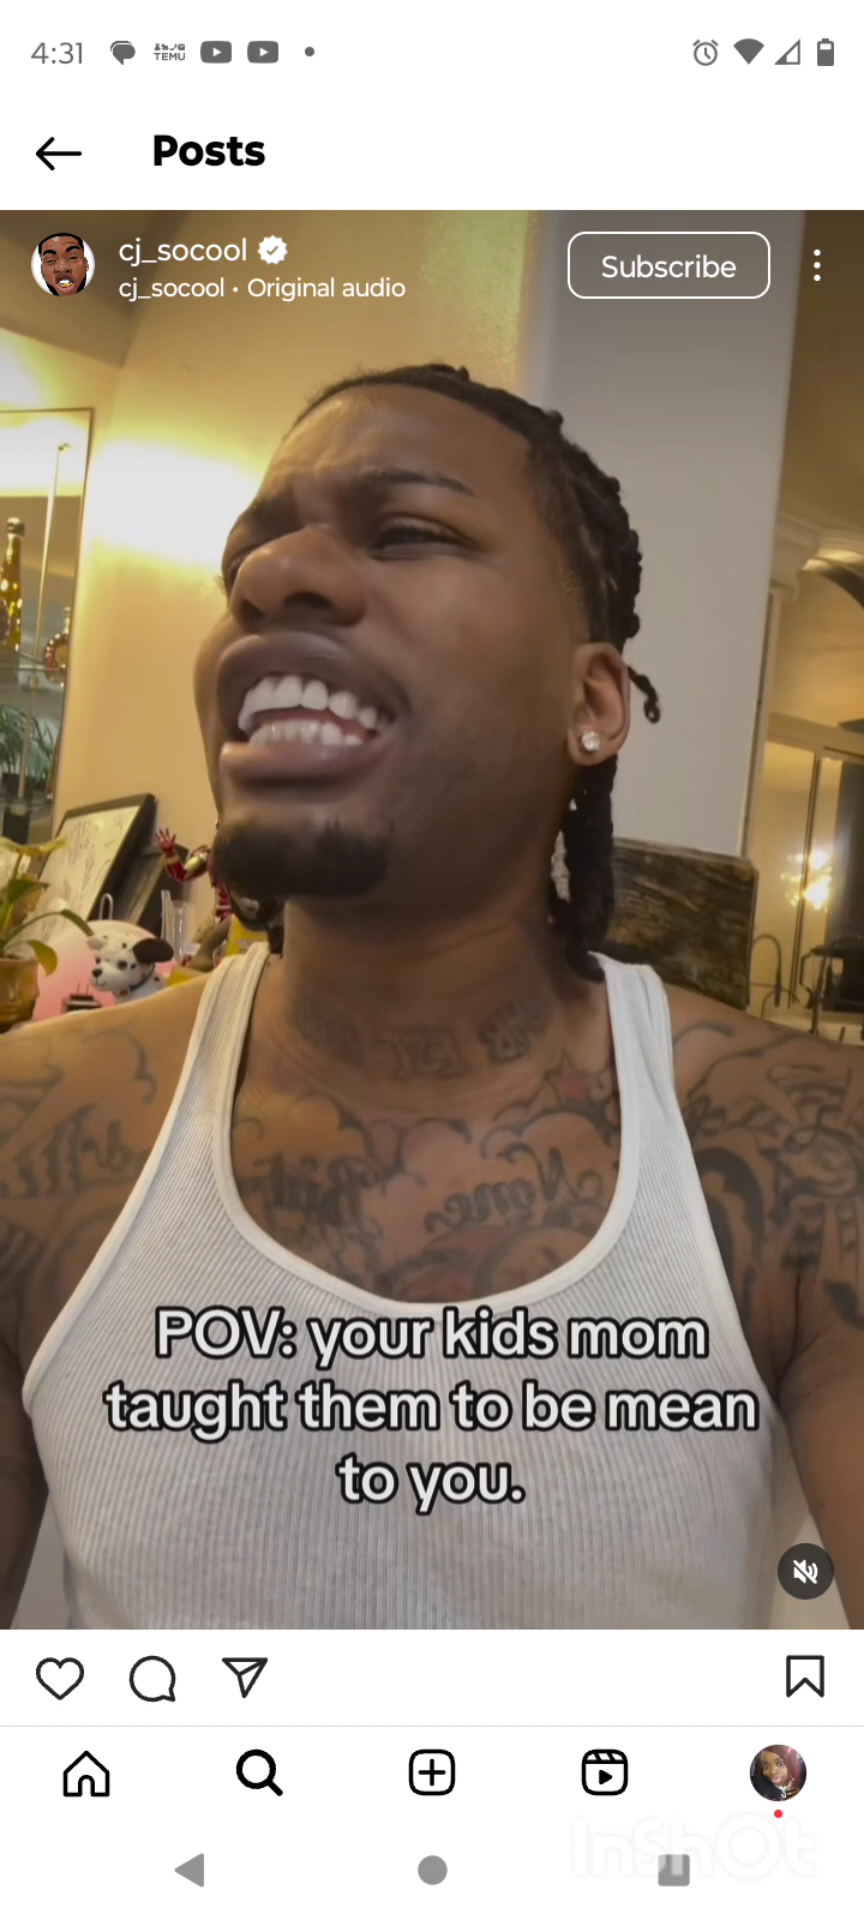 4:31
TEMU
Posts
cj_socool
Subscribe
cj_socool • Original audio
POV: your kids mom
taught them to be mean
to you.
InShOt